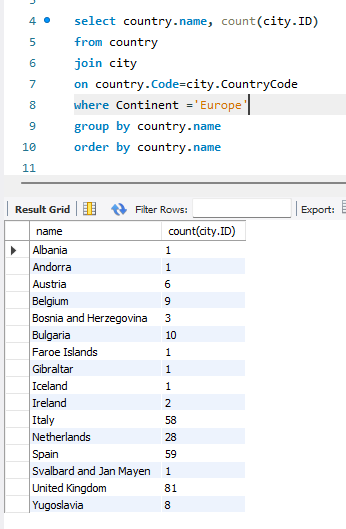 4 select country.name, count(city.ID)
5 from country
6 join city
7 on country.Code=city.CountryCode
8 where Continent ='Europe'
9 group by country.name
10 order by country.name
11
Result Grid Filter Rows: Export:
name count(city.ID)
Albania 1
Andorra 1
Austria 6
Belgium 9
Bosnia and Herzegovina 3
Bulgaria 10
Faroe Islands 1
Gibraltar 1
Iceland 1
Ireland 2
Italy 58
Netherlands 28
Spain 59
Svalbard and Jan Mayen 1
United Kingdom 81
Yugoslavia 8